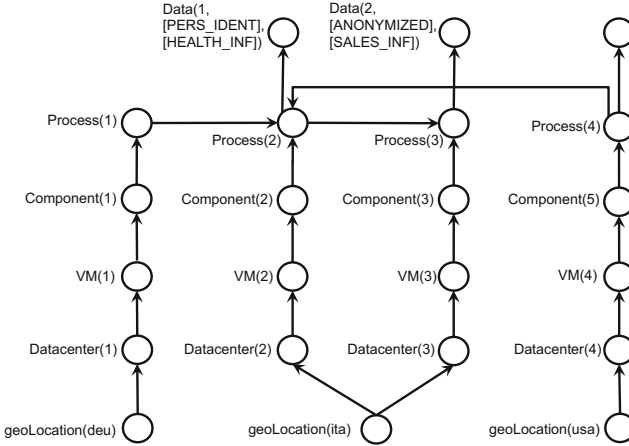 Data(1,
[PERS_IDENT],
[HEALTH_INF])
Data(2,
[ANONYMIZED],
[SALES_INF])
Process(1)
Process(2)
Process(3)
Process(4)
Component(1)
Component(2)
Component(3)
Component(5)
VM(1)
VM(2)
VM(3)
VM(4)
Datacenter(1)
Datacenter(2)
Datacenter(3)
Datacenter(4)
geoLocation(deu)
geoLocation(ita)
geoLocation(usa)